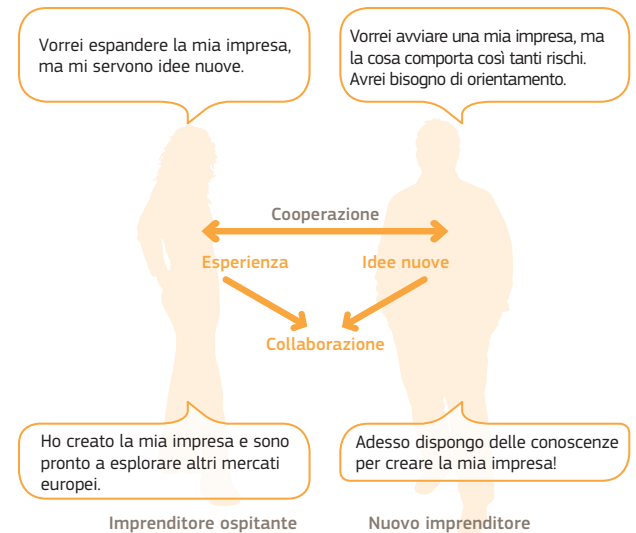 Vorrei espandere la mia impresa,
ma mi servono idee nuove.
Vorrei avviare una mia impresa, ma
la cosa comporta così tanti rischi.
Avrei bisogno di orientamento.
Cooperazione
Esperienza
Idee nuove
Collaborazione
Ho creato la mia impresa e sono
pronto a esplorare altri mercati
europei.
Adesso dispongo delle conoscenze
per creare la mia impresa!
Imprenditore ospitante
Nuovo imprenditore